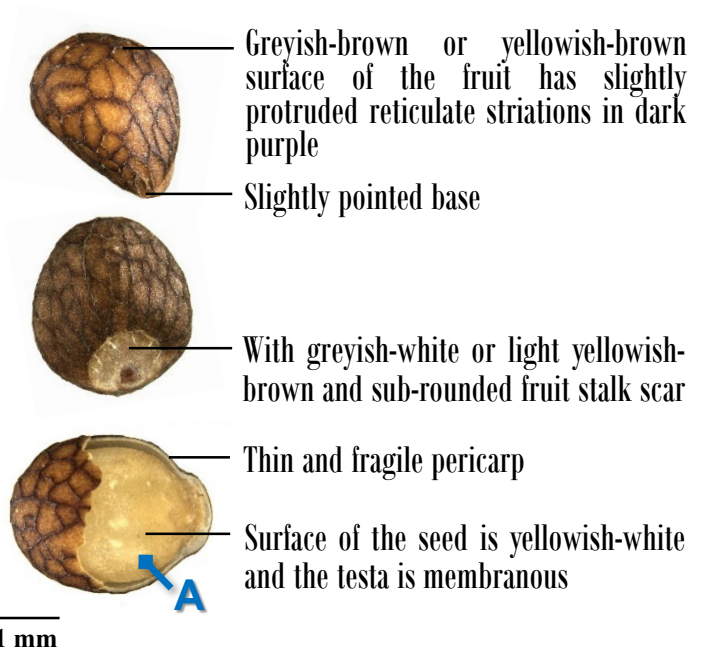 Greyish-brown or yellowish-brown
surface of the fruit has slightly
protruded reticulate striations in dark
purple
Slightly pointed base
With greyish-white or light yellowish-
brown and sub-rounded fruit stalk scar
Thin and fragile pericarp
Surface of the seed is yellowish-white
and the testa is membranous
A
1 mm